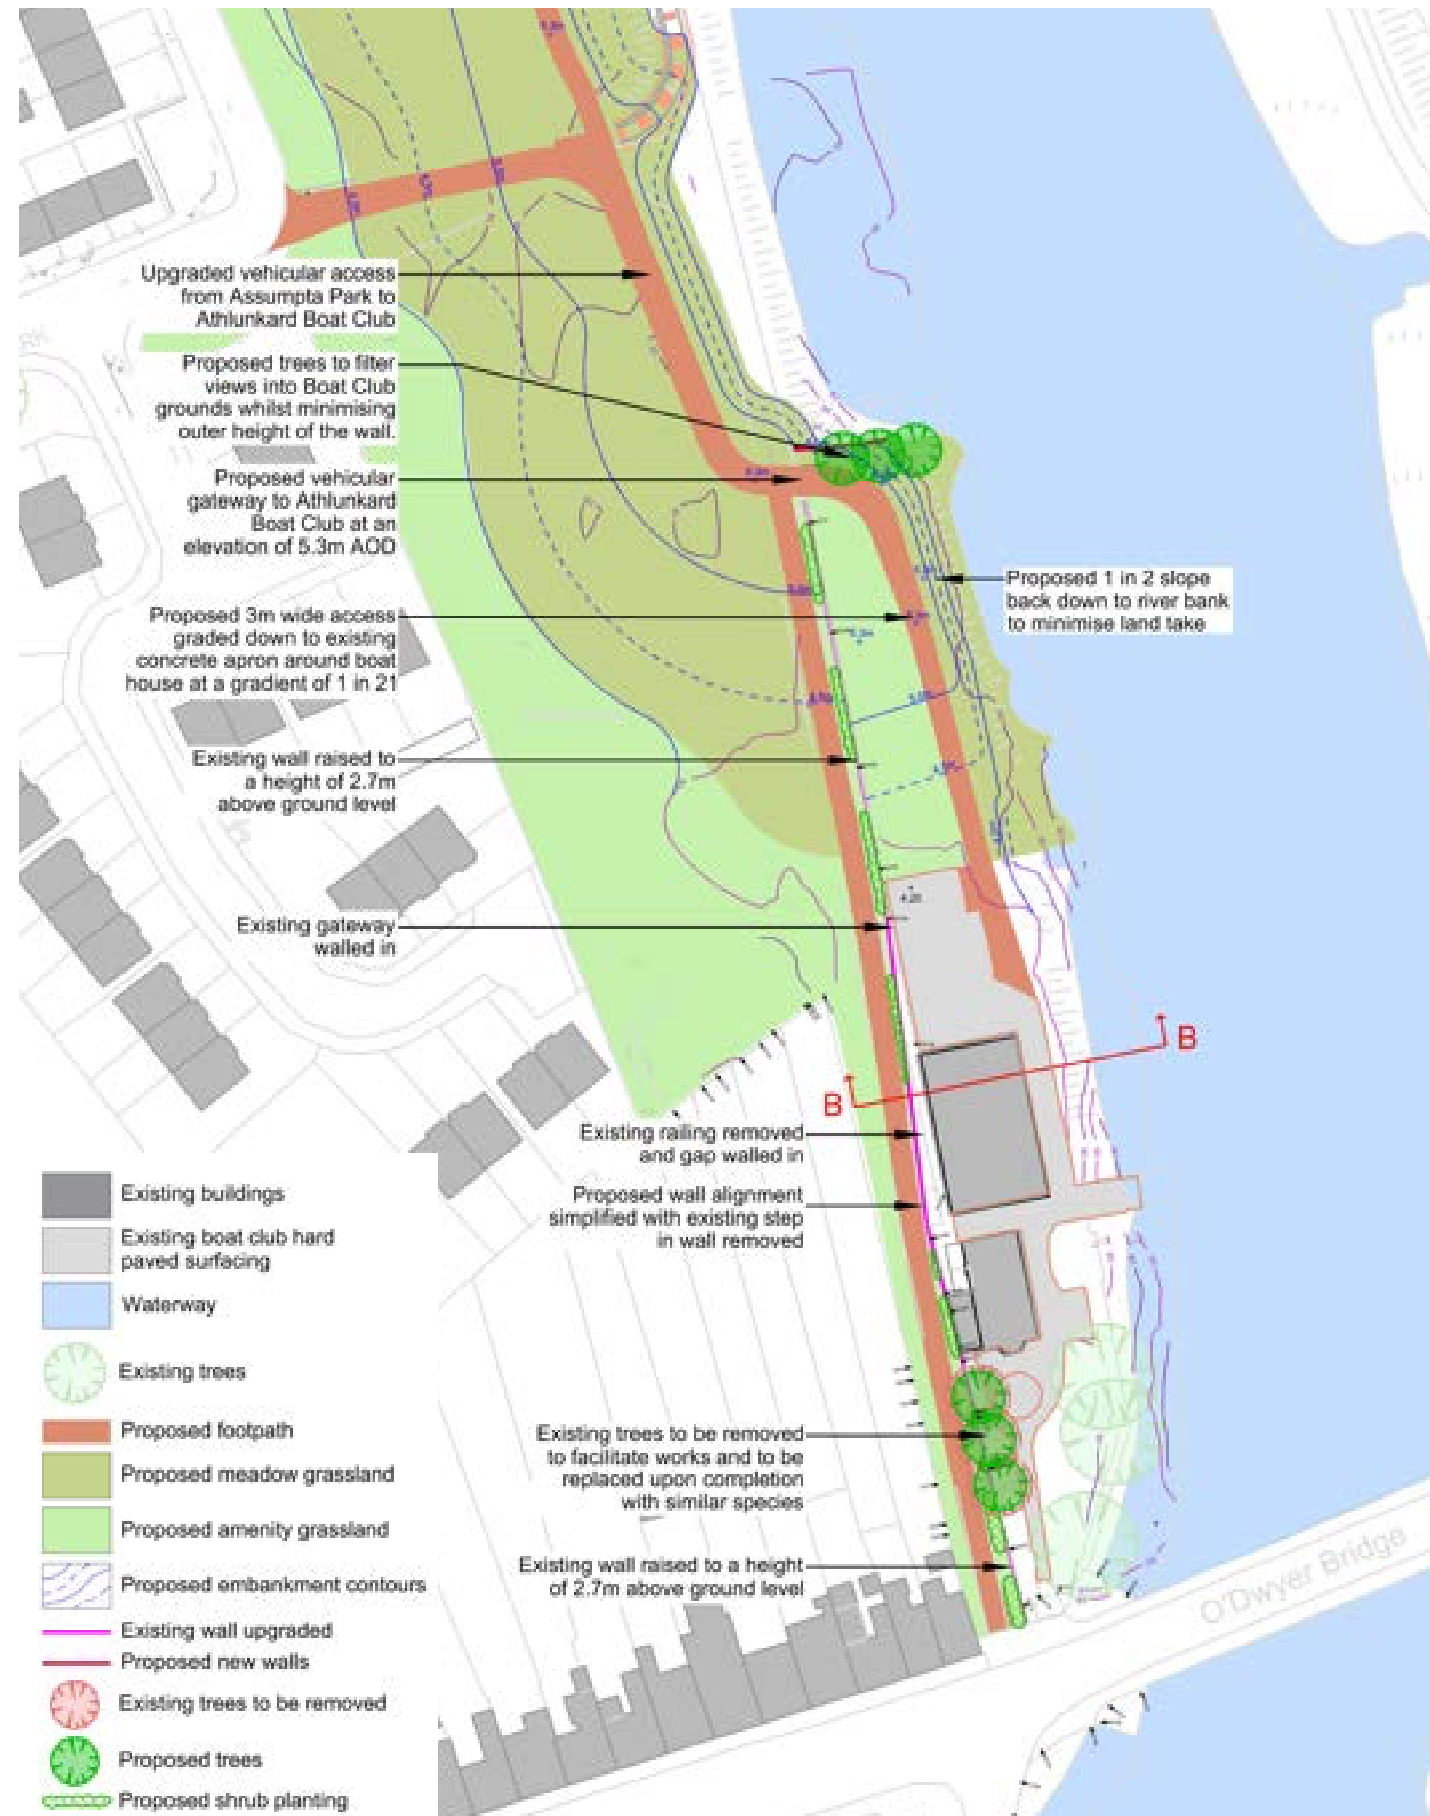 Upgraded vehicular access
from Assumpta Park to
Athlunkard Boat Club
Proposed trees to filter
views into Boat Club
grounds whilst minimising
outer height of the wall.
Proposed vehicular
gateway to Athlunkard
Boat Club at an
elevation of 5.3m AOD
Proposed 1 in 2 slope
back down to river bank
to minimise land take
Proposed 3m wide access
graded down to existing
concrete apron around boat
house at a gradient of 1 in 21
Existing wall raised to
a height of 2.7m
above ground level
4.20
Existing gateway
walled in
B
B
Existing railing removed
and gap walled in
Proposed wall alignment
simplified with existing step
in wall removed
Existing trees to be removed
to facilitate works and to be
replaced upon completion
with similar species
Existing wall raised to a height
of 2.7m above ground level
O'Dwyer Bridge
Existing buildings
Existing boat club hard
paved surfacing
Waterway
Existing trees
Proposed footpath
Proposed meadow grassland
Proposed amenity grassland
Proposed embankment contours
Existing wall upgraded
Proposed new walls
Existing trees to be removed
Proposed trees
Proposed shrub planting